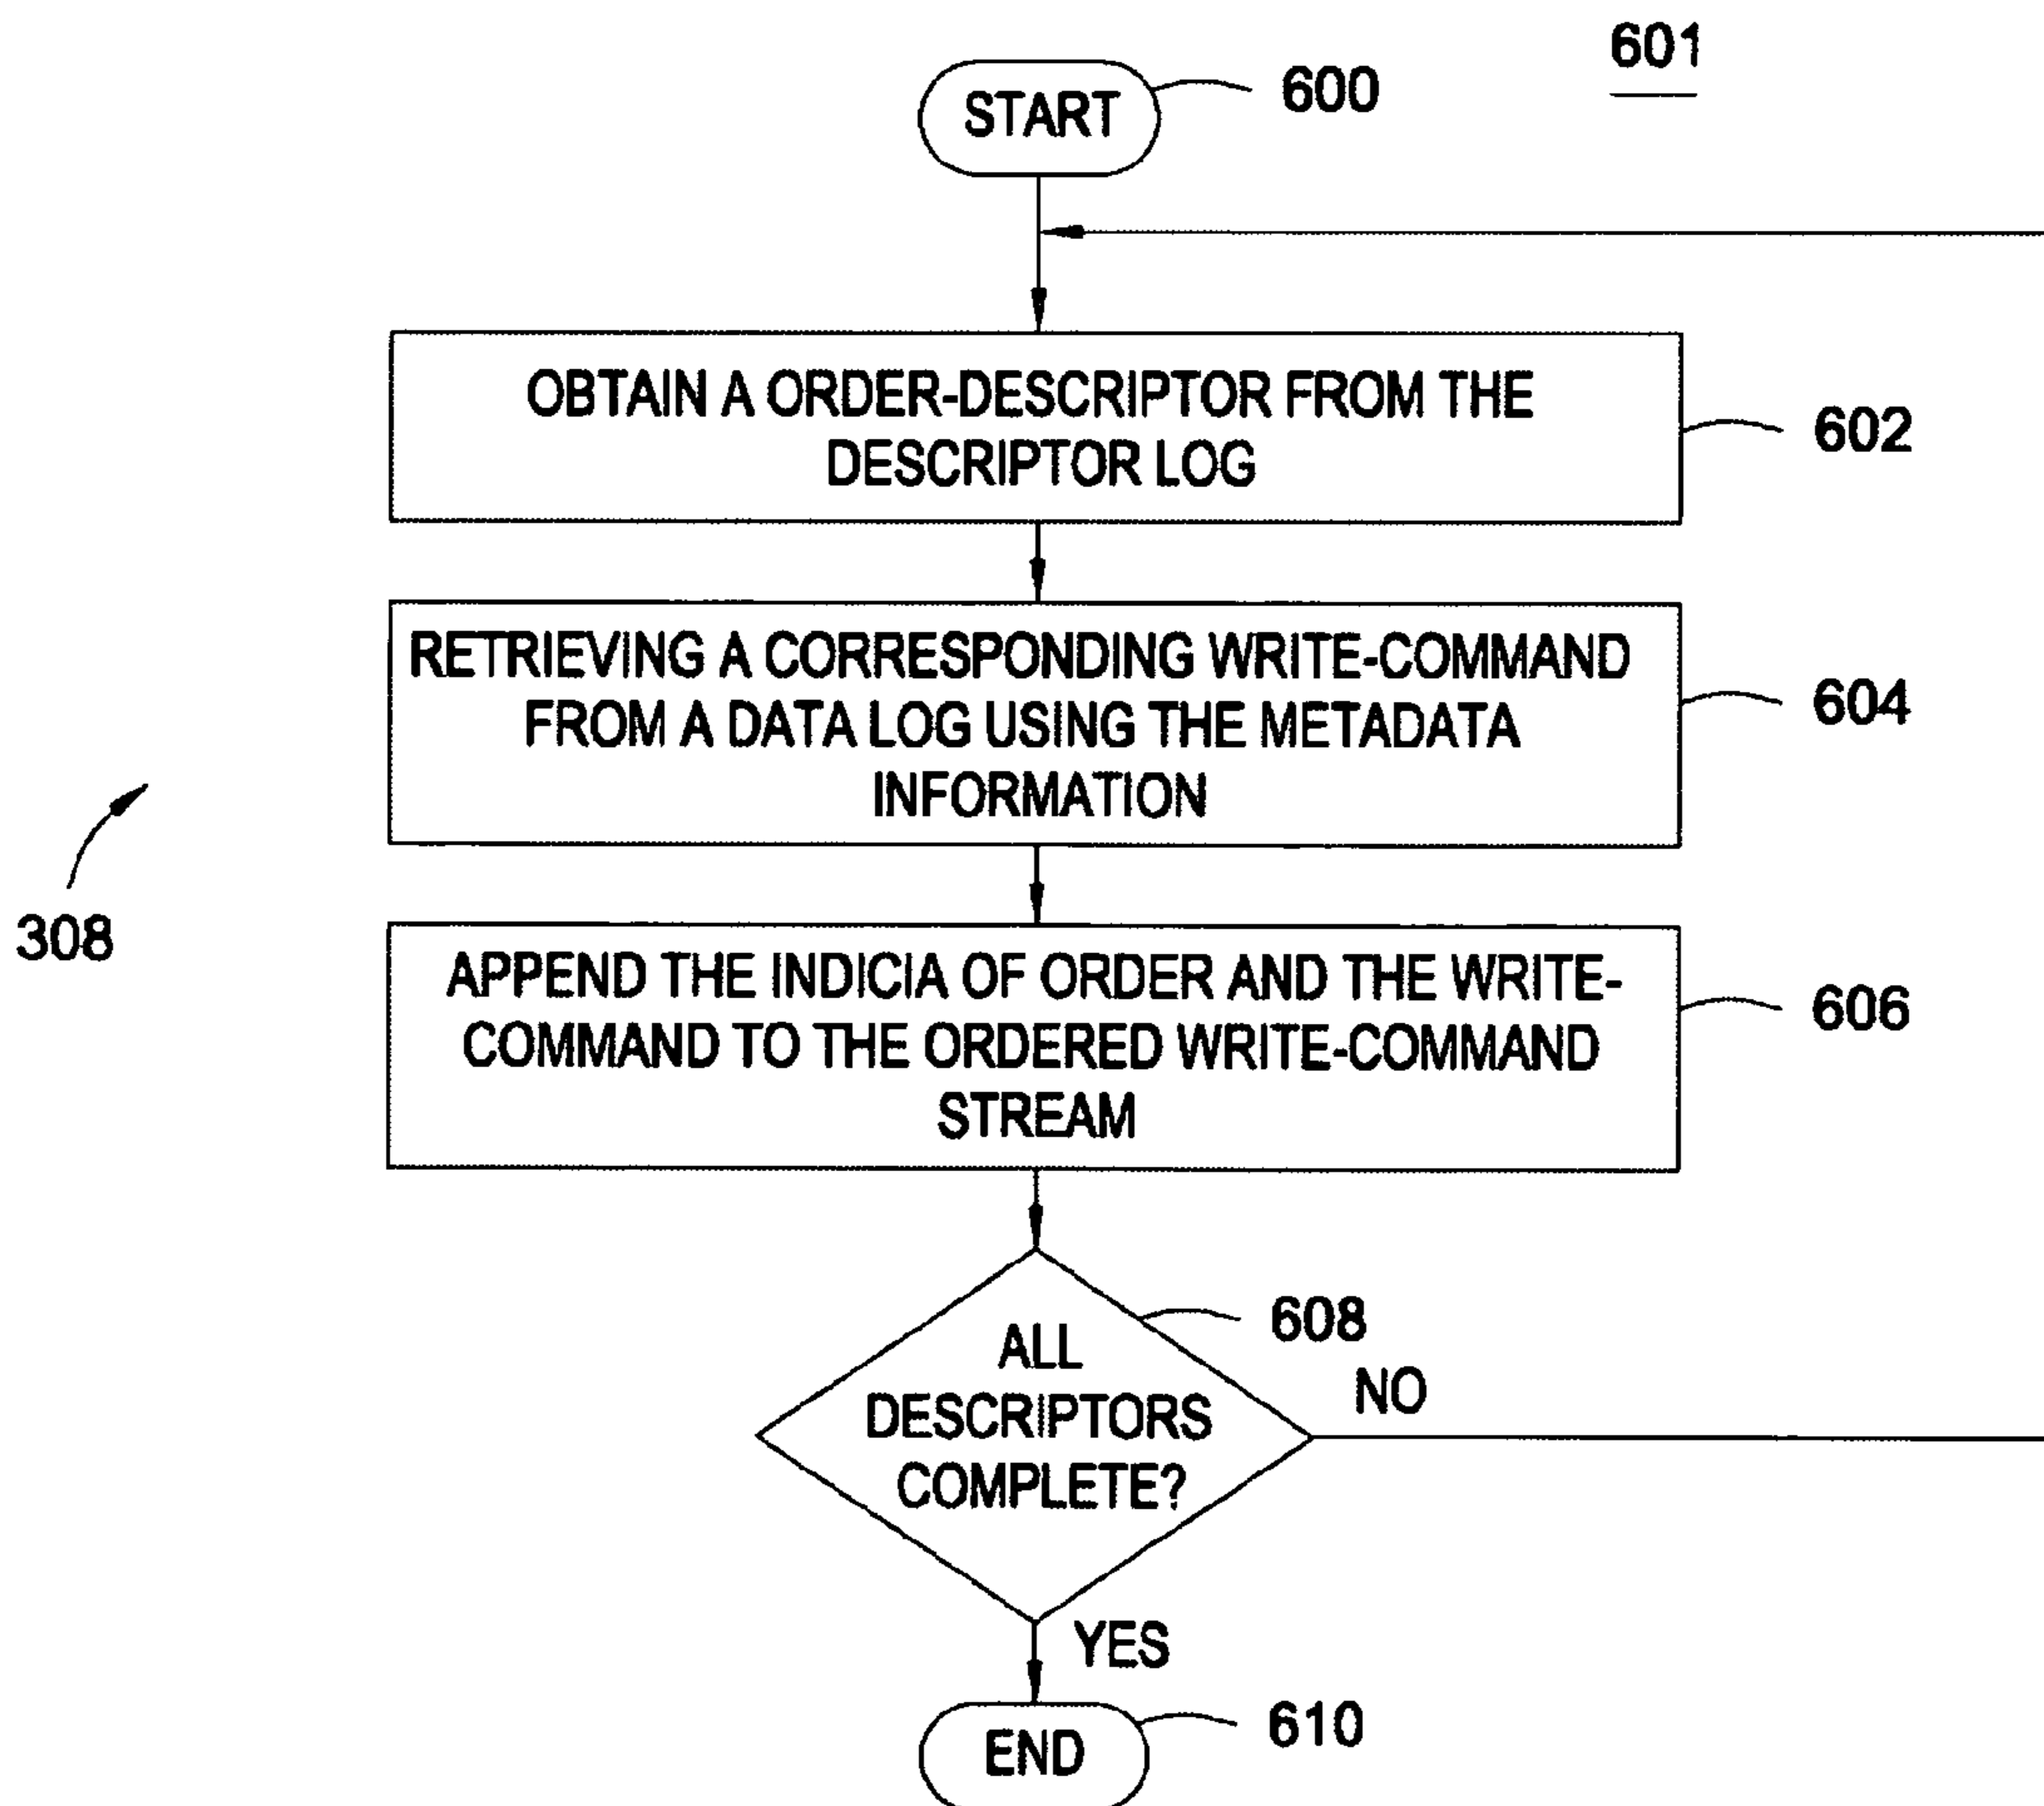 601
START
600
OBTAIN A ORDER-DESCRIPTOR FROM THE
DESCRIPTOR LOG
602
RETRIEVING A CORRESPONDING WRITE-COMMAND
FROM A DATA LOG USING THE METADATA
INFORMATION
604
308
APPEND THE INDICIA OF ORDER AND THE WRITE-
COMMAND TO THE ORDERED WRITE-COMMAND
STREAM
606
608
ALL
DESCRIPTORS
COMPLETE?
NO
YES
END
610